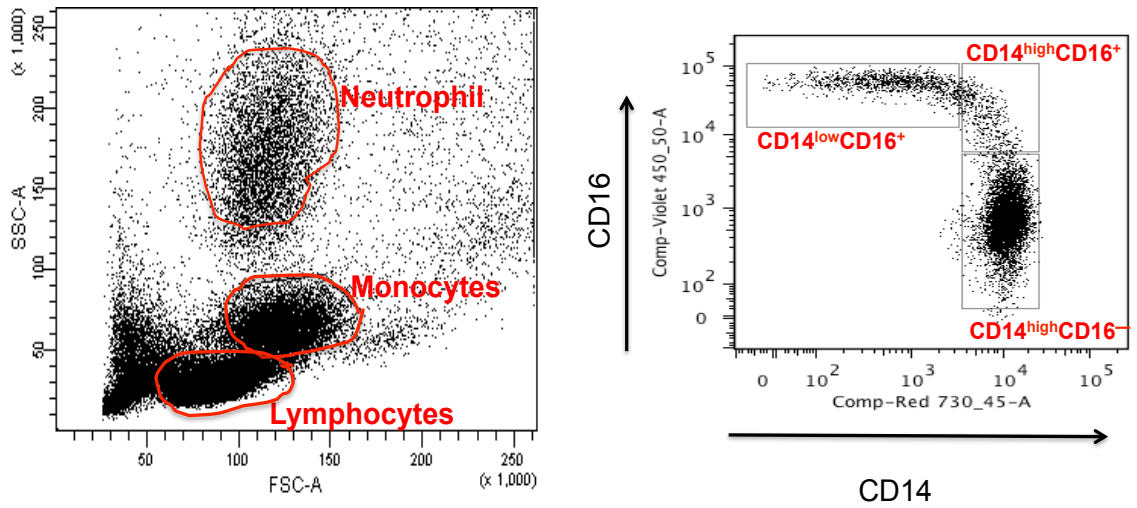 (x 1,000)
SSC-A
250
200
150
100
50
Neutrophil
Monocytes
Lymphocytes
50 100 150 200 250
(x 1,000)
FSC-A
CD16
Comp-Violet 450_50-A
10⁵
10⁴
10³
10²
0
CD14ʰⁱᵍʰCD16⁺
CD14ˡᵒʷCD16⁺
CD14ʰⁱᵍʰCD16⁻
0 10² 10³ 10⁴ 10⁵
Comp-Red 730_45-A
CD14